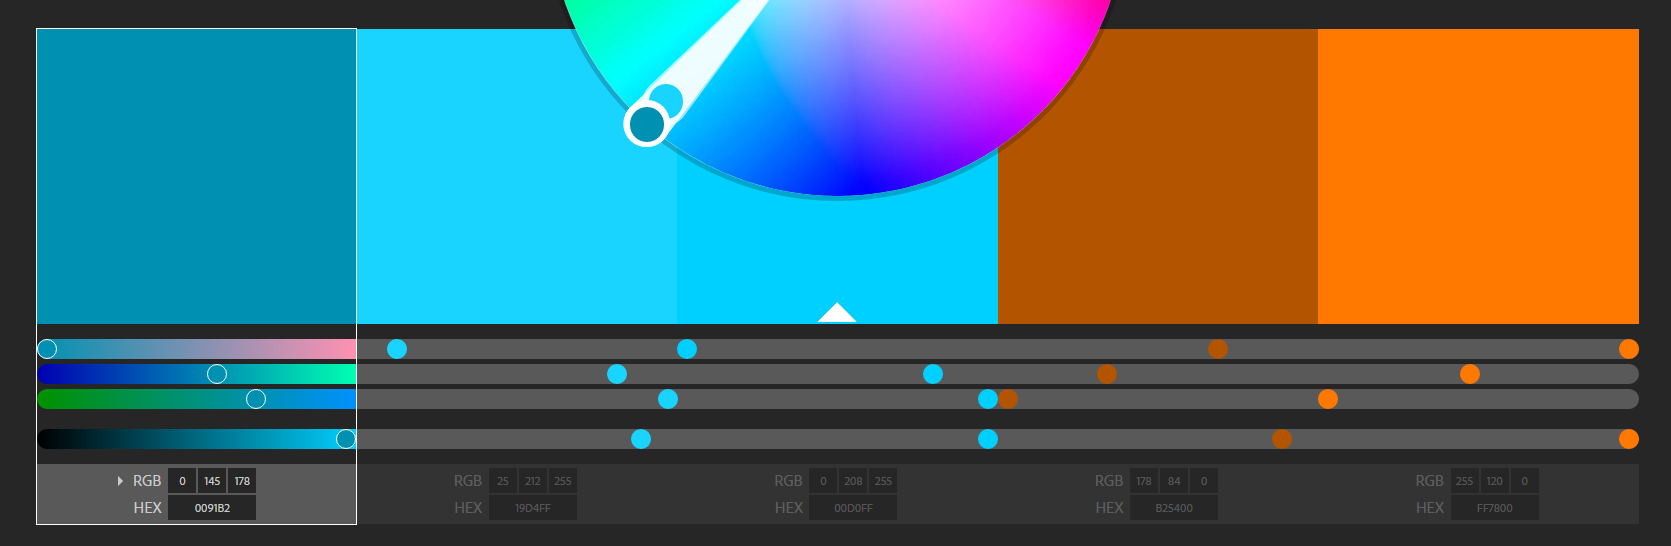 RGB 0 145 178
HEX 0091B2
RGB 25 212 255
HEX 19D4FF
RGB 0 208 255
HEX 00D0FF
RGB 178 84 0
HEX B25400
RGB 255 120 0
HEX FF7800